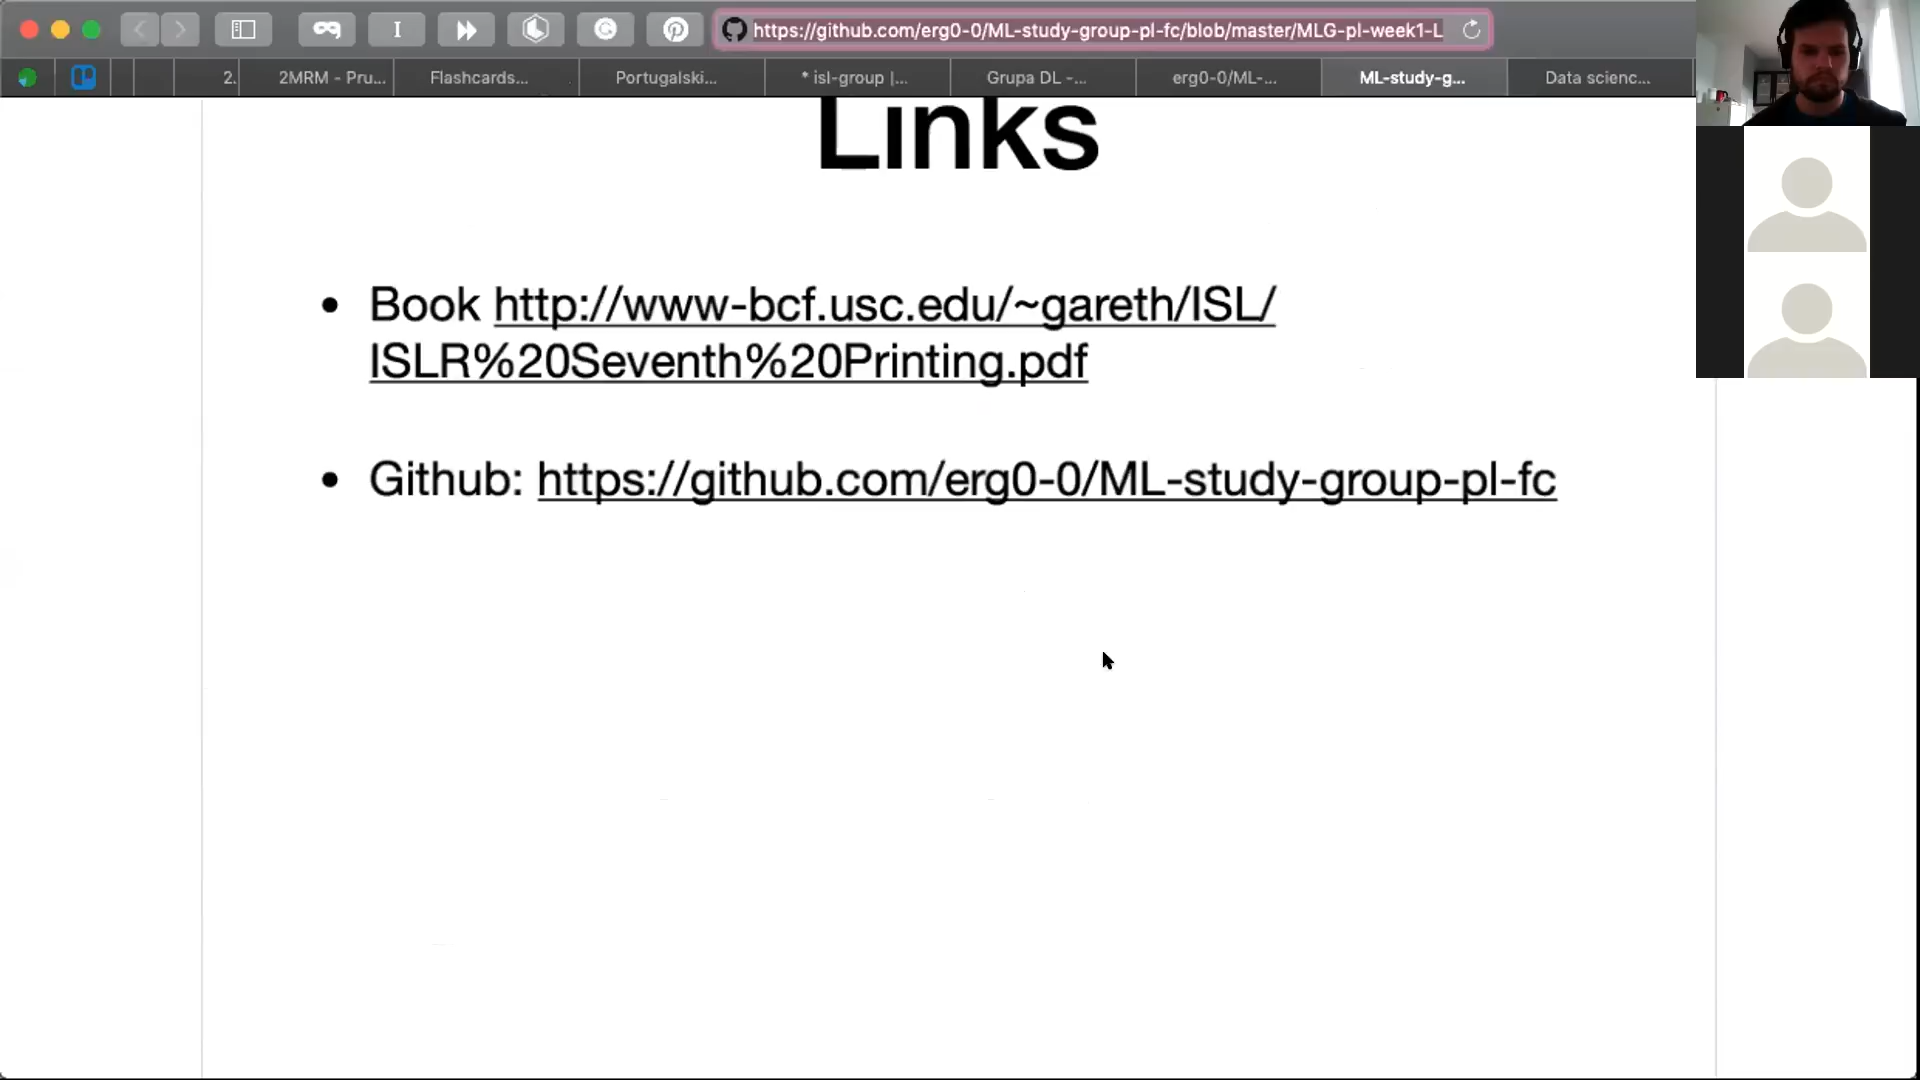 https://github.com/erg0-0/ML-study-group-pl-fc/blob/master/MLG-pl-week1-L
2.
2MRM - Pru...
Flashcards...
Portugalski...
* isl-group |...
Grupa DL -...
erg0-0/ML-...
ML-study-g...
Data scienc...
Links
• Book http://www-bcf.usc.edu/~gareth/ISL/
ISLR%20Seventh%20Printing.pdf
• Github: https://github.com/erg0-0/ML-study-group-pl-fc